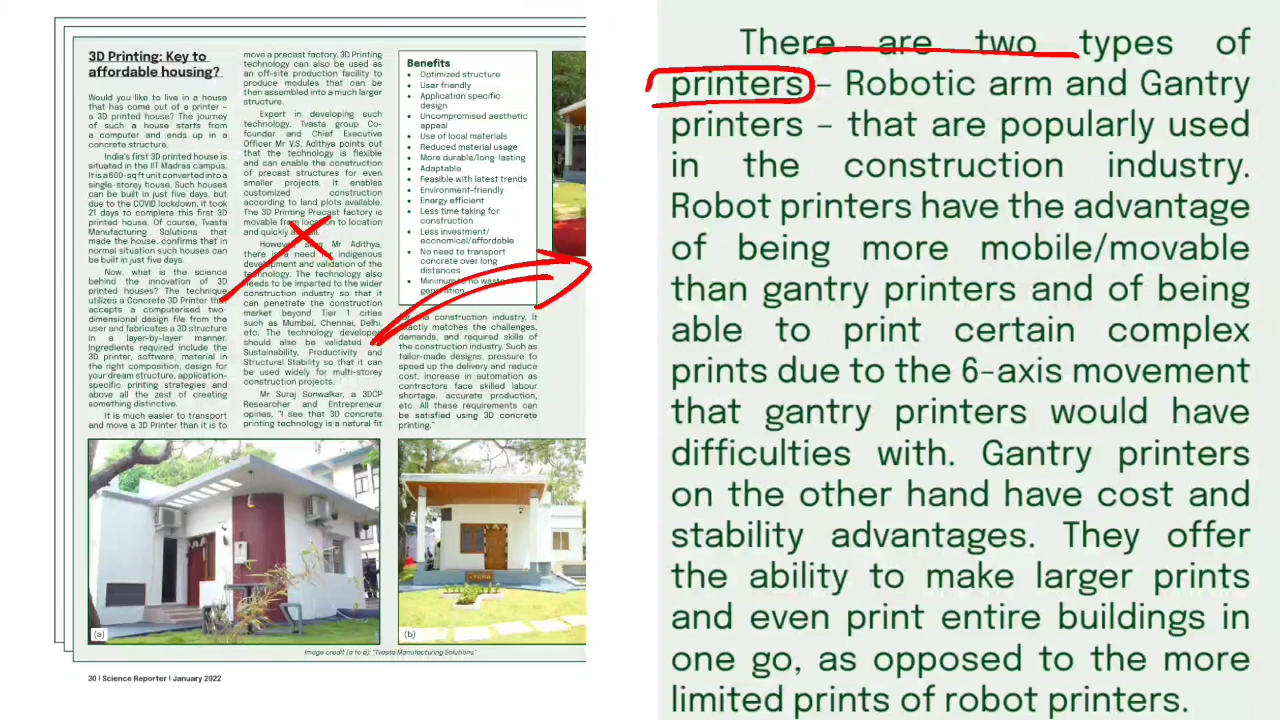 3D Printing: Key to
affordable housing?
Would you like to live in a house
that has come out of a printer –
a 3D printed house? The journey
of such a house starts from
a computer and ends up in a
concrete structure.
India's first 3D printed house is
situated in the IIT Madras campus.
It is a 600-sq ft unit converted into a
single-storey house. Such houses
can be built in just five days, but
due to the COVID lockdown, it took
21 days to complete this first 3D
printed house. Of course, Tvasta
Manufacturing Solutions that
made the house, confirms that in
normal situation such houses can
be built in just five days.
Now, what is the science
behind the innovation of 3D
printed houses? The technique
utilizes a Concrete 3D Printer that
accepts a computerised two-
dimensional design file from the
user and fabricates a 3D structure
in a layer-by-layer manner.
Ingredients required include the
3D printer, software, material in
the right composition, design for
your dream structure, application-
specific printing strategies and
above all the zest of creating
something distinctive.
It is much easier to transport
and move a 3D Printer than it is to
move a precast factory. 3D Printing
technology can also be used as
an off-site production facility to
produce modules that can be
then assembled into a much larger
structure.
Expert in developing such
technology, Tvasta group Co-
founder and Chief Executive
Officer Mr V.S. Adithya points out
that the technology is flexible
and can enable the construction
of precast structures for even
smaller projects. It enables
customized construction
according to land plots available.
The 3D Printing Precast factory is
movable from location to location
and quickly as
However, says Mr Adithya,
there is a need for indigenous
development and validation of the
technology. The technology also
needs to be imparted to the wider
construction industry so that it
can penetrate the construction
market beyond Tier 1 cities
such as Mumbai, Chennai, Delhi,
etc. The technology developed
should also be validated
Sustainability, Productivity and
Structural Stability so that it can
be used widely for multi-storey
construction projects.
Mr Suraj Sonwalkar, a 3DCP
Researcher and Entrepreneur
opines, "I see that 3D concrete
printing technology is a natural fit
Benefits
• Optimized structure
• User friendly
• Application specific
design
• Uncompromised aesthetic
appeal
• Use of local materials
• Reduced material usage
• More durable/long-lasting
• Adaptable
• Feasible with latest trends
• Environment-friendly
• Energy efficient
• Less time taking for
construction
• Less investment/
economical/affordable
• No need to transport
concrete over long
distances
• Minimum to no waste
generation
construction industry. It
exactly matches the challenges,
demands, and required skills of
the construction industry. Such as
tailor-made designs, pressure to
speed up the delivery and reduce
cost, increase in automation as
contractors face skilled labour
shortage, accurate production,
etc. All these requirements can
be satisfied using 3D concrete
printing."
(a)
(b)
Tvasta
Image credit (a to d): "Tvasta Manufacturing Solutions"
30 | Science Reporter | January 2022
There are two types of
printers – Robotic arm and Gantry
printers – that are popularly used
in the construction industry.
Robot printers have the advantage
of being more mobile/movable
than gantry printers and of being
able to print certain complex
prints due to the 6-axis movement
that gantry printers would have
difficulties with. Gantry printers
on the other hand have cost and
stability advantages. They offer
the ability to make larger prints
and even print entire buildings in
one go, as opposed to the more
limited prints of robot printers.